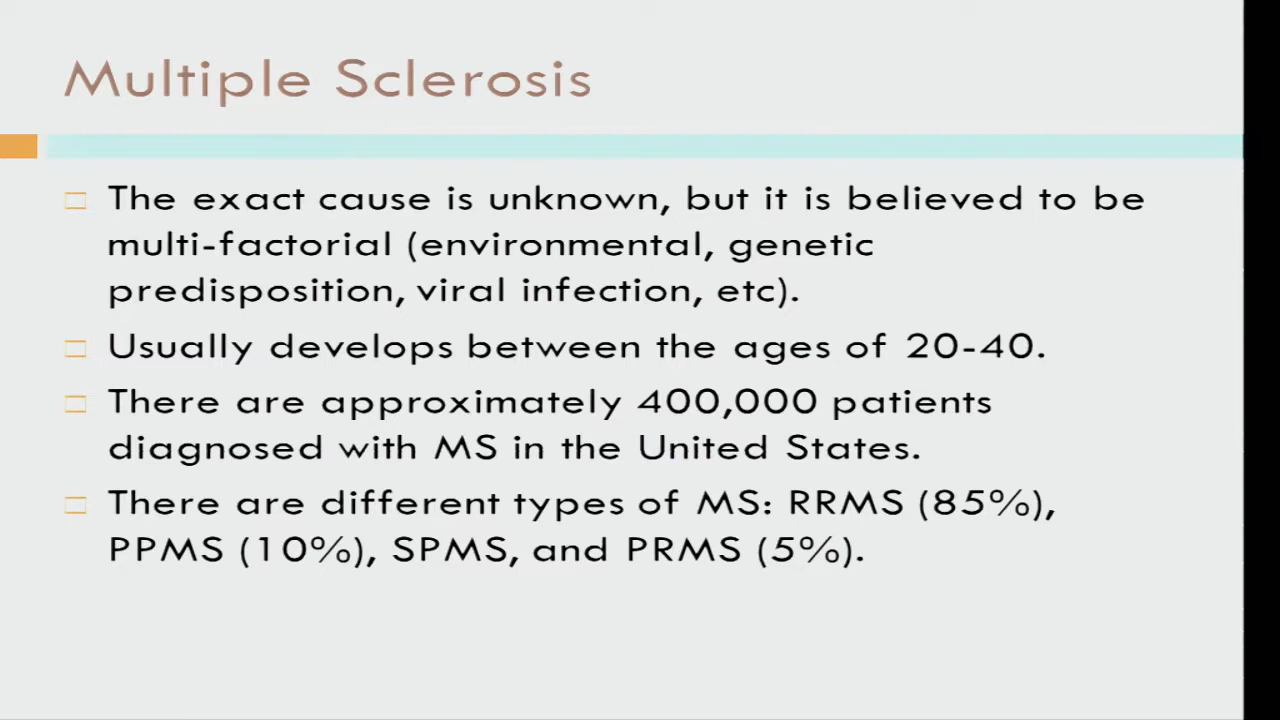 Multiple Sclerosis
The exact cause is unknown, but it is believed to be
multi-factorial (environmental, genetic
predisposition, viral infection, etc).
Usually develops between the ages of 20-40.
There are approximately 400,000 patients
diagnosed with MS in the United States.
There are different types of MS: RRMS (85%),
PPMS (10%), SPMS, and PRMS (5%).